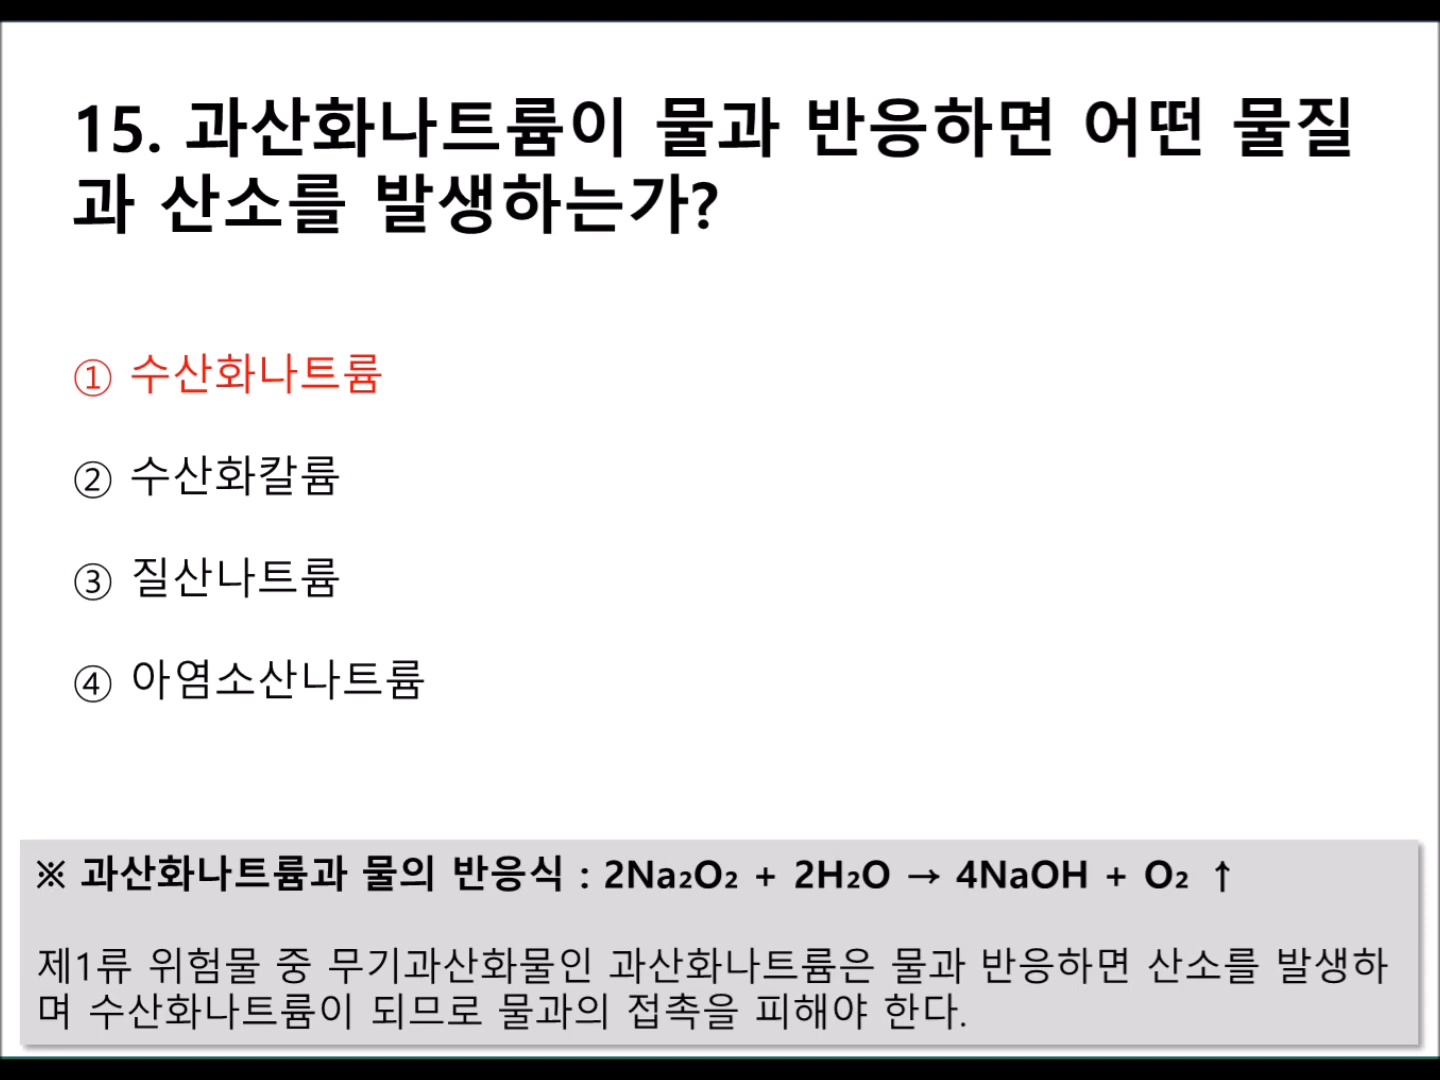 15. 과산화나트륨이 물과 반응하면 어떤 물질
과 산소를 발생하는가?
① 수산화나트륨
② 수산화칼륨
③ 질산나트륨
④ 아염소산나트륨
※ 과산화나트륨과 물의 반응식 : 2Na₂O₂ + 2H₂O → 4NaOH + O₂ ↑
제1류 위험물 중 무기과산화물인 과산화나트륨은 물과 반응하면 산소를 발생하
며 수산화나트륨이 되므로 물과의 접촉을 피해야 한다.